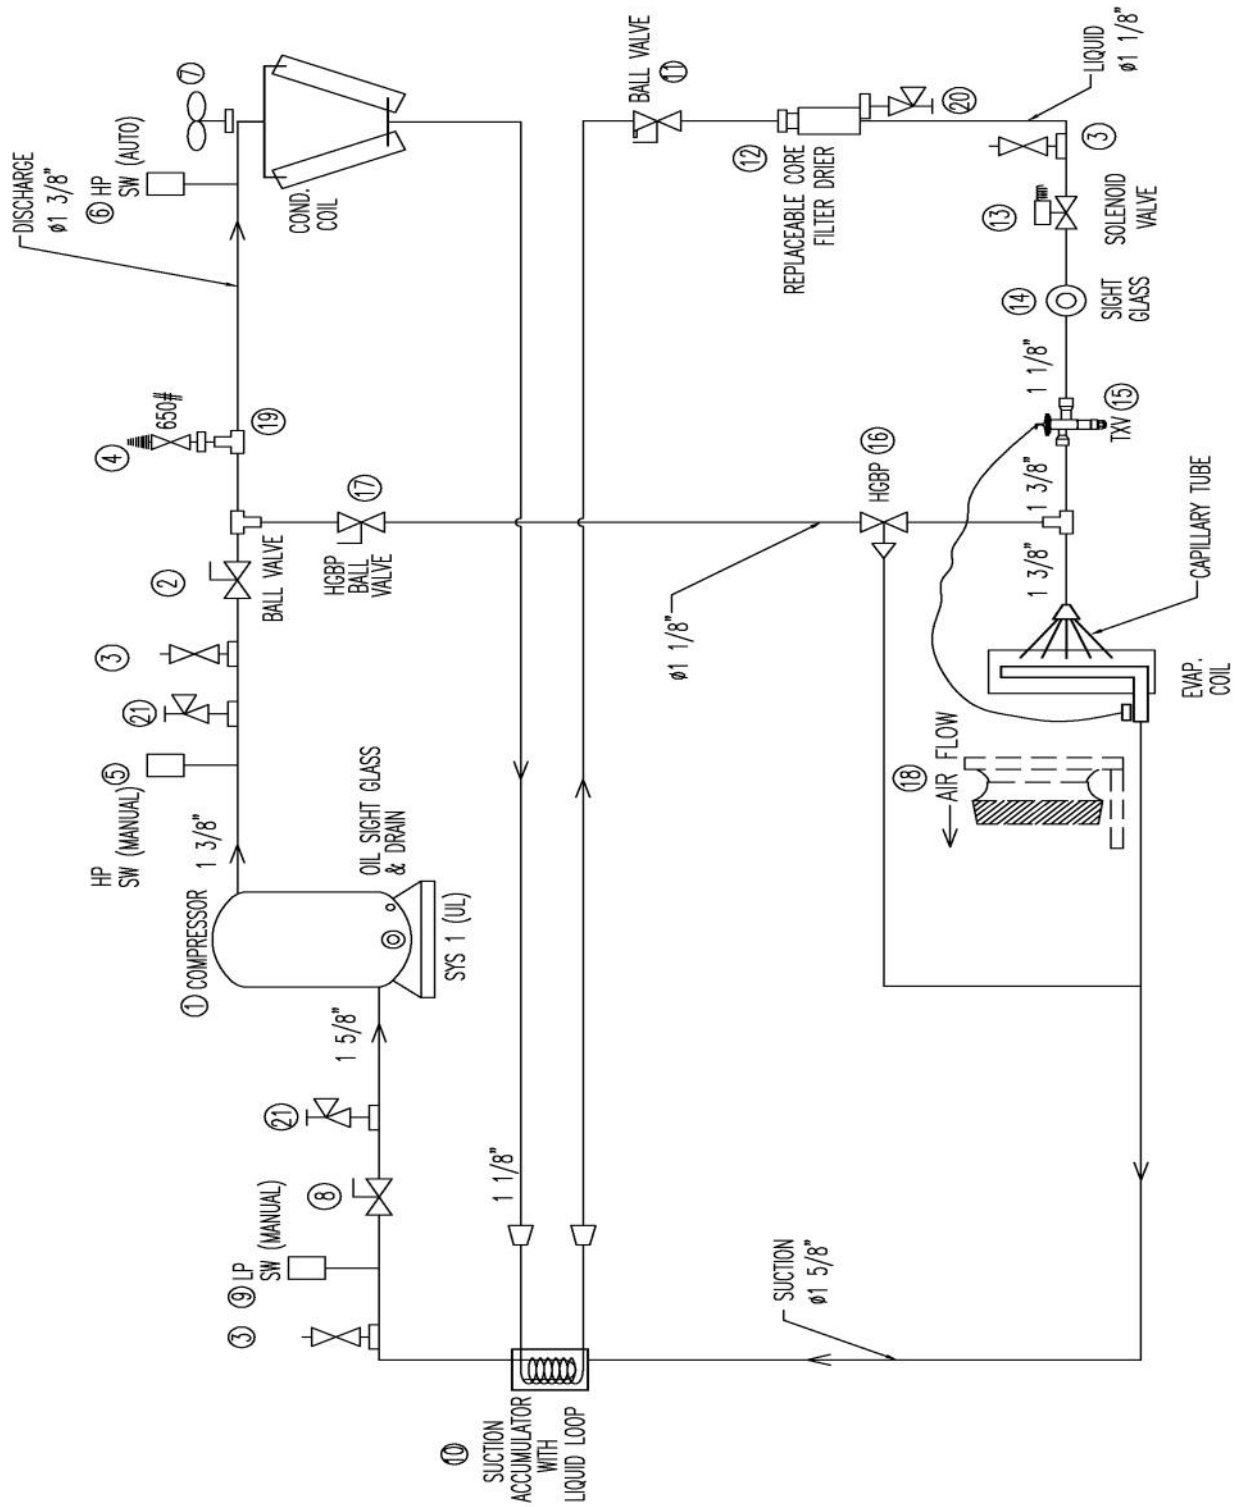 DISCHARGE
ø1 3/8"
⑥ HP
SW (AUTO)
⑦
COND.
COIL
④
650#
⑲
HP
SW (MANUAL) ⑤
㉑
③
②
BALL VALVE
1 3/8"
① COMPRESSOR
OIL SIGHT GLASS
& DRAIN
SYS 1 (UL)
HGBP
BALL
VALVE
⑰
③
⑨ LP
SW (MANUAL)
⑧
㉑
1 5/8"
⑩
SUCTION
ACCUMULATOR
WITH
LIQUID LOOP
1 1/8"
BALL VALVE
⑪
⑫
REPLACEABLE CORE
FILTER DRIER
⑳
LIQUID
ø1 1/8"
③
⑬
SOLENOID
VALVE
⑭
SIGHT
GLASS
1 1/8"
TXV ⑮
1 3/8"
HGBP ⑯
ø1 1/8"
1 3/8"
CAPILLARY TUBE
EVAP.
COIL
⑱
AIR FLOW
SUCTION
ø1 5/8"